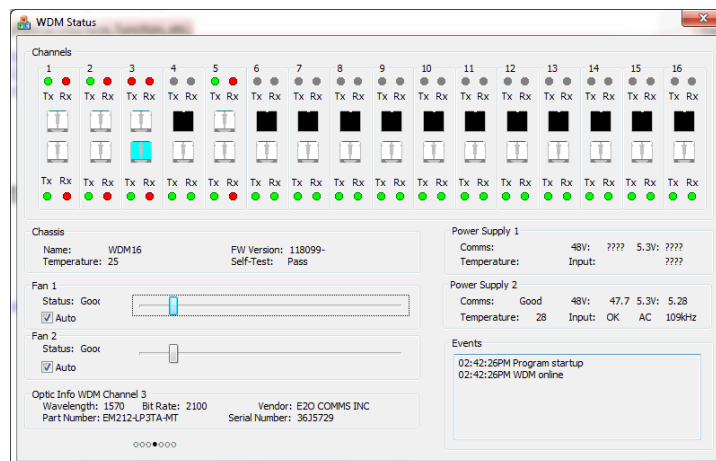 WDM Status
Channels
1 2 3 4 5 6 7 8 9 10 11 12 13 14 15 16
Tx Rx Tx Rx Tx Rx Tx Rx Tx Rx Tx Rx Tx Rx Tx Rx Tx Rx Tx Rx Tx Rx Tx Rx Tx Rx Tx Rx Tx Rx Tx Rx
Tx Rx Tx Rx Tx Rx Tx Rx Tx Rx Tx Rx Tx Rx Tx Rx Tx Rx Tx Rx Tx Rx Tx Rx Tx Rx Tx Rx Tx Rx Tx Rx
Chassis
Name: WDM16 FW Version: 118099-
Temperature: 25 Self-Test: Pass
Fan 1
Status: Good
Auto
Fan 2
Status: Good
Auto
Optic Info WDM Channel 3
Wavelength: 1570 Bit Rate: 2100 Vendor: E2O COMMS INC
Part Number: EM212-LP3TA-MT Serial Number: 36J5729
Power Supply 1
Comms: 48V: ???? 5.3V: ????
Temperature: Input: ????
Power Supply 2
Comms: Good 48V: 47.7 5.3V: 5.28
Temperature: 28 Input: OK AC 109kHz
Events
02:42:26PM Program startup
02:42:26PM WDM online